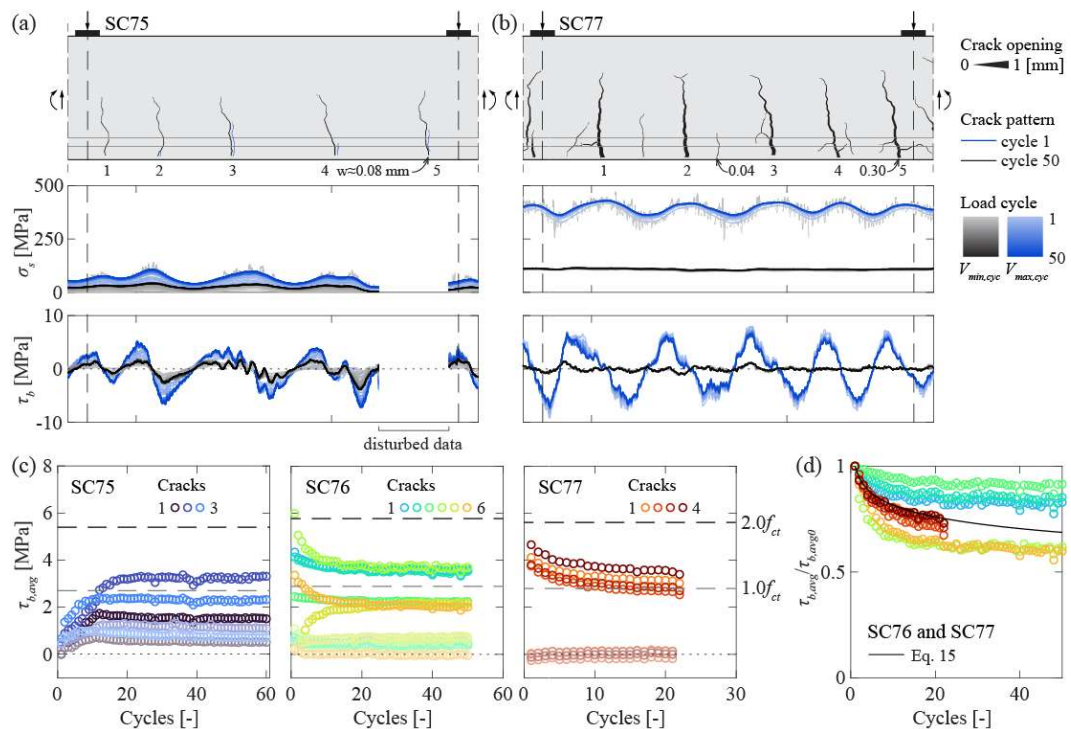 (a) SC75
(b) SC77
Crack opening
0 1 [mm]
Crack pattern
cycle 1
cycle 50
1 2 3 4 w≈0.08 mm 5
1 2 0.04 3 4 0.30 5
Load cycle
1
50
Vmin,cyc Vmax,cyc
σs [MPa]
500
250
0
τb [MPa]
10
0
-10
disturbed data
(c)
τb,avg [MPa]
8
6
4
2
0
SC75 Cracks
1 3
0 20 40 60
Cycles [-]
SC76 Cracks
1 6
0 20 40 60
Cycles [-]
SC77 Cracks
1 4
2.0fct
1.0fct
0 10 20 30
Cycles [-]
(d)
τb,avg/τb,avg0
1
0.5
0
SC76 and SC77
Eq. 15
0 20 40
Cycles [-]